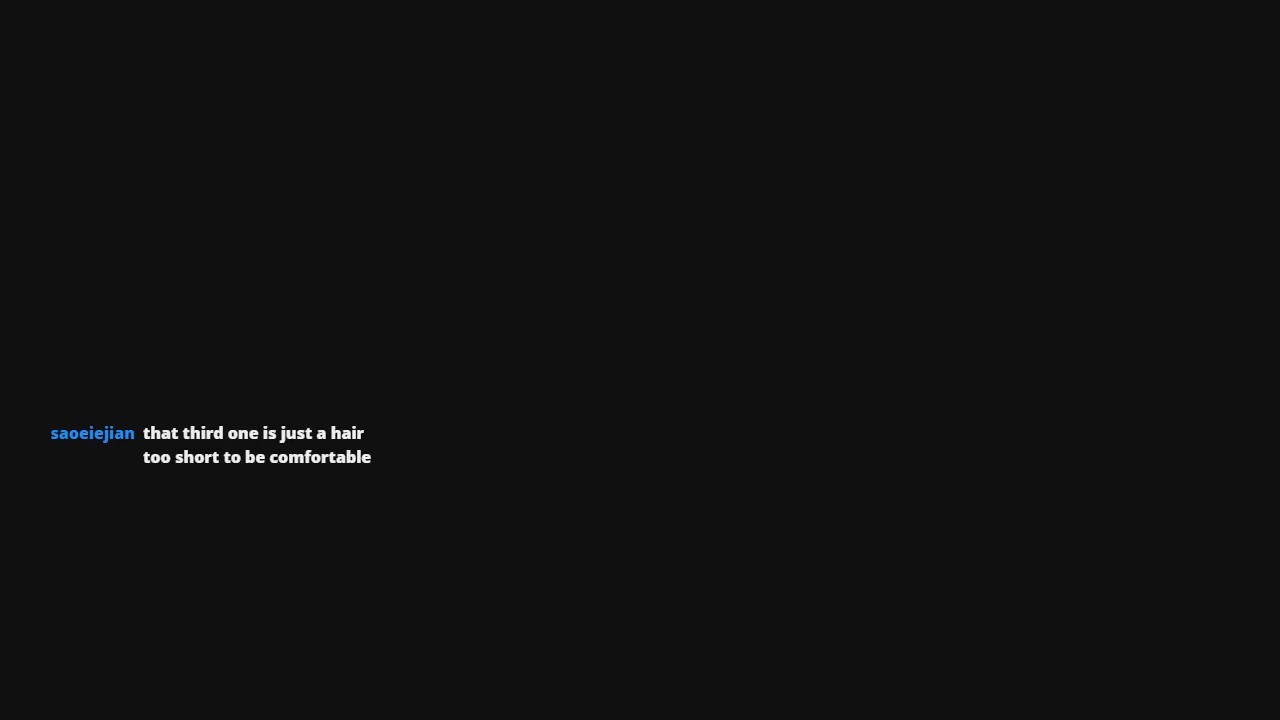 saoeiejian that third one is just a hair
too short to be comfortable